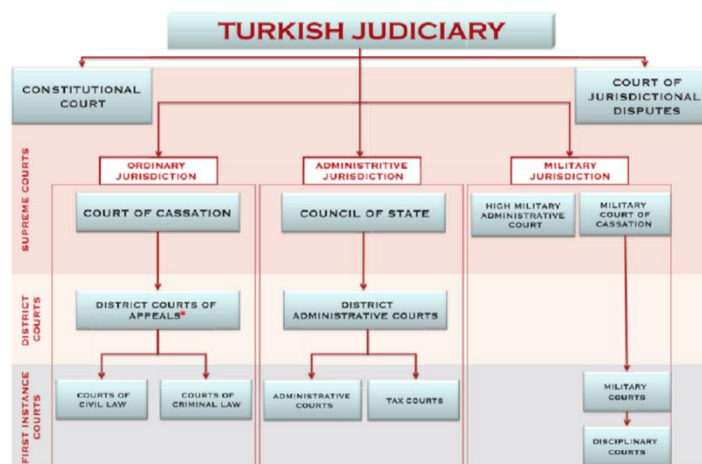 TURKISH JUDICIARY
CONSTITUTIONAL
COURT
COURT OF
JURISDICTIONAL
DISPUTES
SUPREME COURTS
ORDINARY
JURISDICTION
ADMINISTRITIVE
JURISDICTION
MILITARY
JURISDICTION
COURT OF CASSATION
COUNCIL OF STATE
HIGH MILITARY
ADMINISTRATIVE
COURT
MILITARY
COURT OF
CASSATION
DISTRICT
COURTS
DISTRICT COURTS OF
APPEALS*
DISTRICT
ADMINISTRATIVE COURTS
FIRST INSTANCE
COURTS
COURTS OF
CIVIL LAW
COURTS OF
CRIMINAL LAW
ADMINISTRATIVE
COURTS
TAX COURTS
MILITARY
COURTS
DISCIPLINARY
COURTS